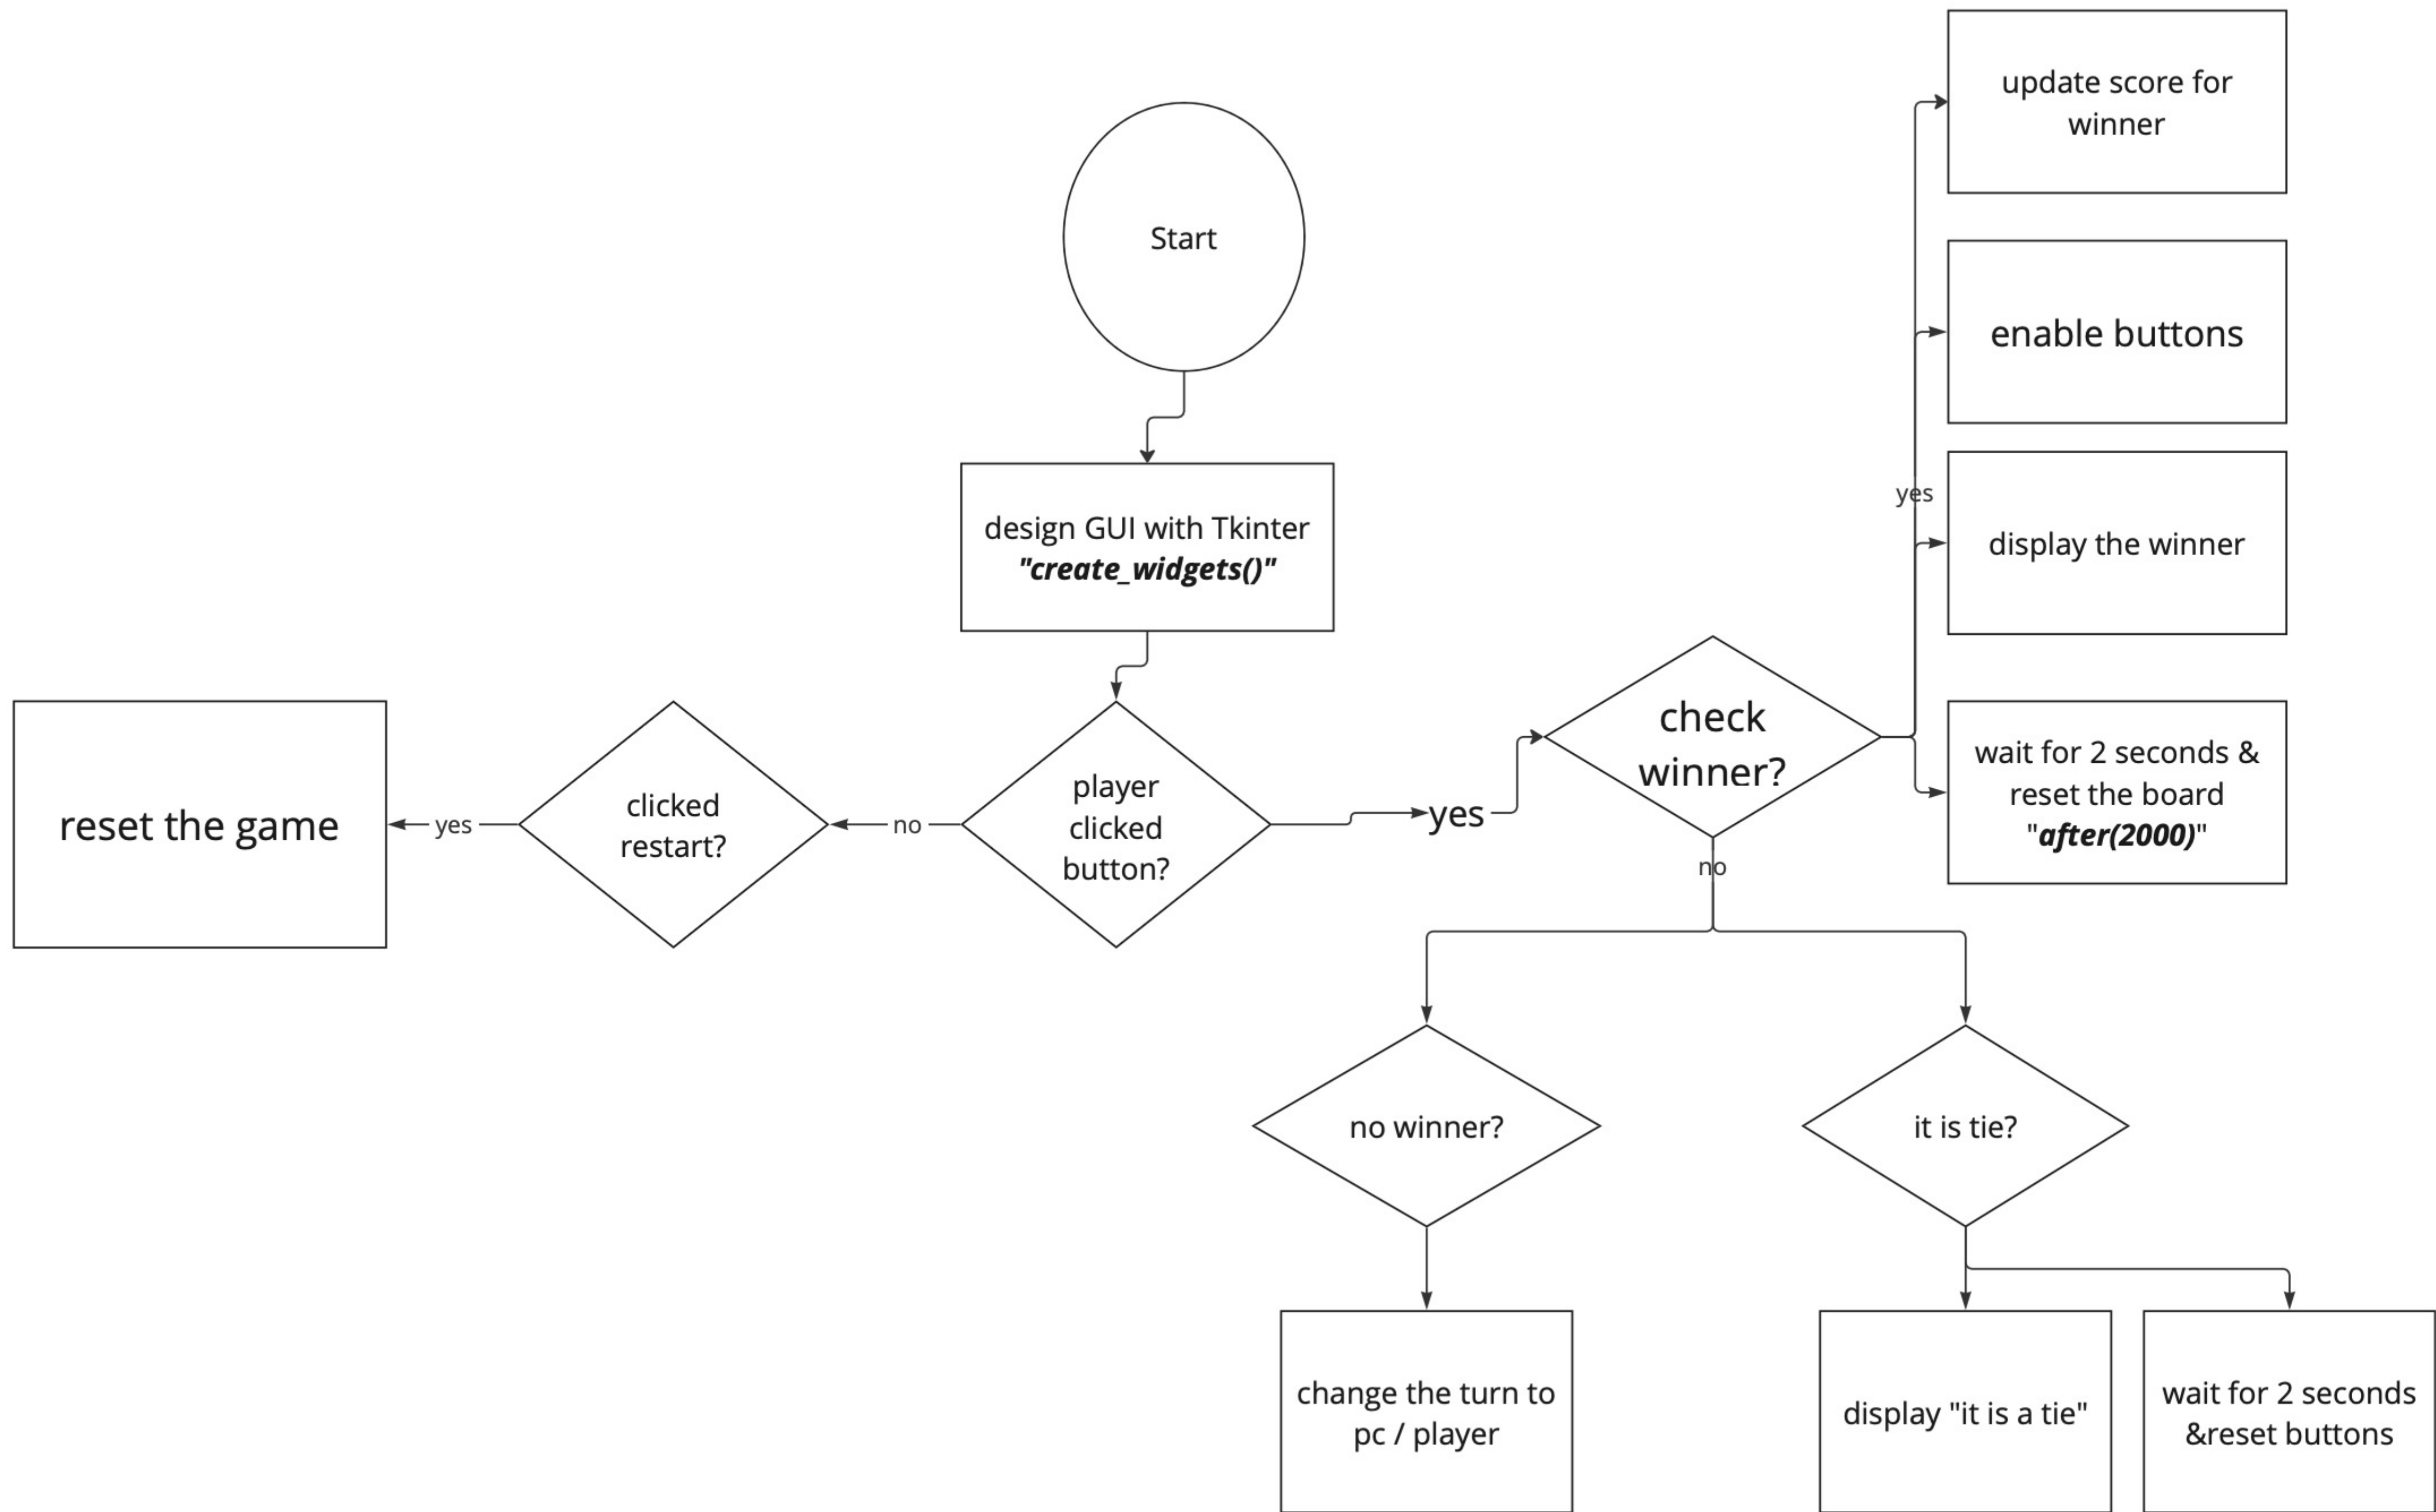 Start
design GUI with Tkinter
"create_widgets()"
player
clicked
button?
no
clicked
restart?
yes
reset the game
yes
check
winner?
yes
update score for
winner
enable buttons
display the winner
wait for 2 seconds &
reset the board
"after(2000)"
no
no winner?
it is tie?
change the turn to
pc / player
display "it is a tie"
wait for 2 seconds
&reset buttons